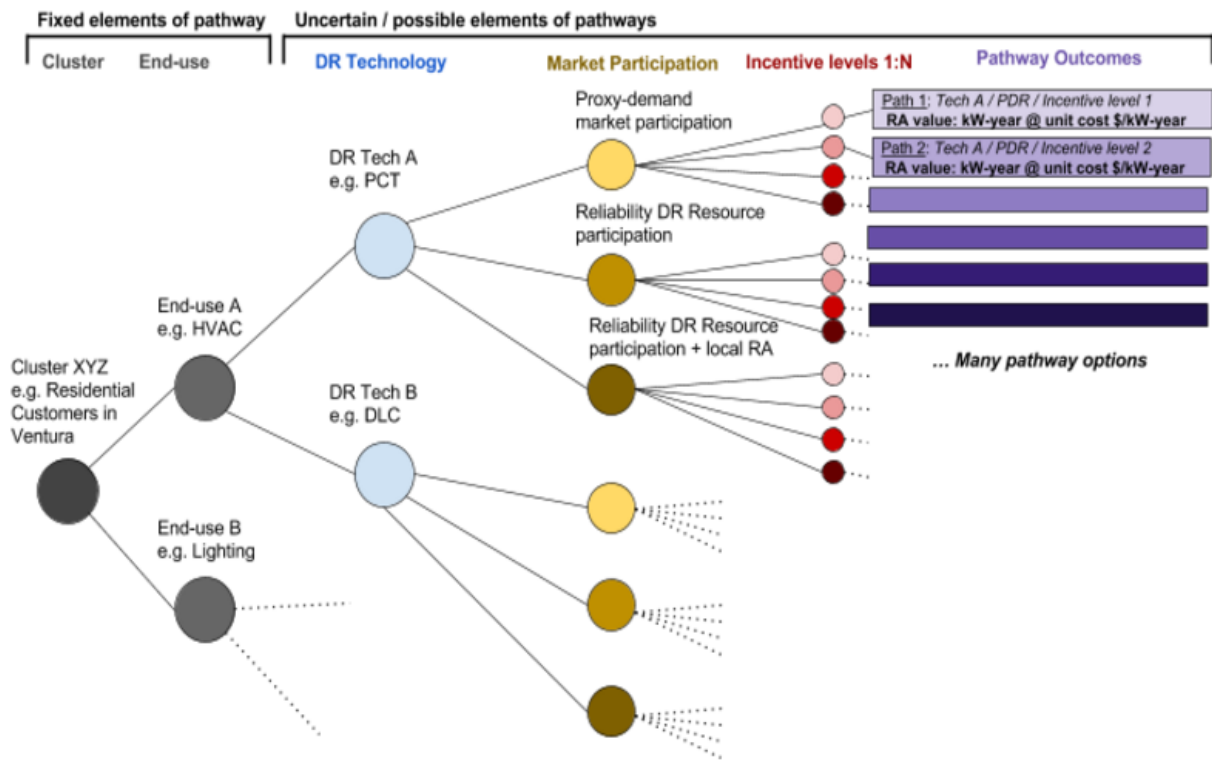 Fixed elements of pathway
Uncertain / possible elements of pathways
Cluster
End-use
DR Technology
Market Participation
Incentive levels 1:N
Pathway Outcomes
Proxy-demand
market participation
Path 1: Tech A / PDR / Incentive level 1
RA value: kW-year @ unit cost $/kW-year
Path 2: Tech A / PDR / Incentive level 2
RA value: kW-year @ unit cost $/kW-year
DR Tech A
e.g. PCT
Reliability DR Resource
participation
End-use A
e.g. HVAC
Reliability DR Resource
participation + local RA
... Many pathway options
Cluster XYZ
e.g. Residential
Customers in
Ventura
DR Tech B
e.g. DLC
End-use B
e.g. Lighting